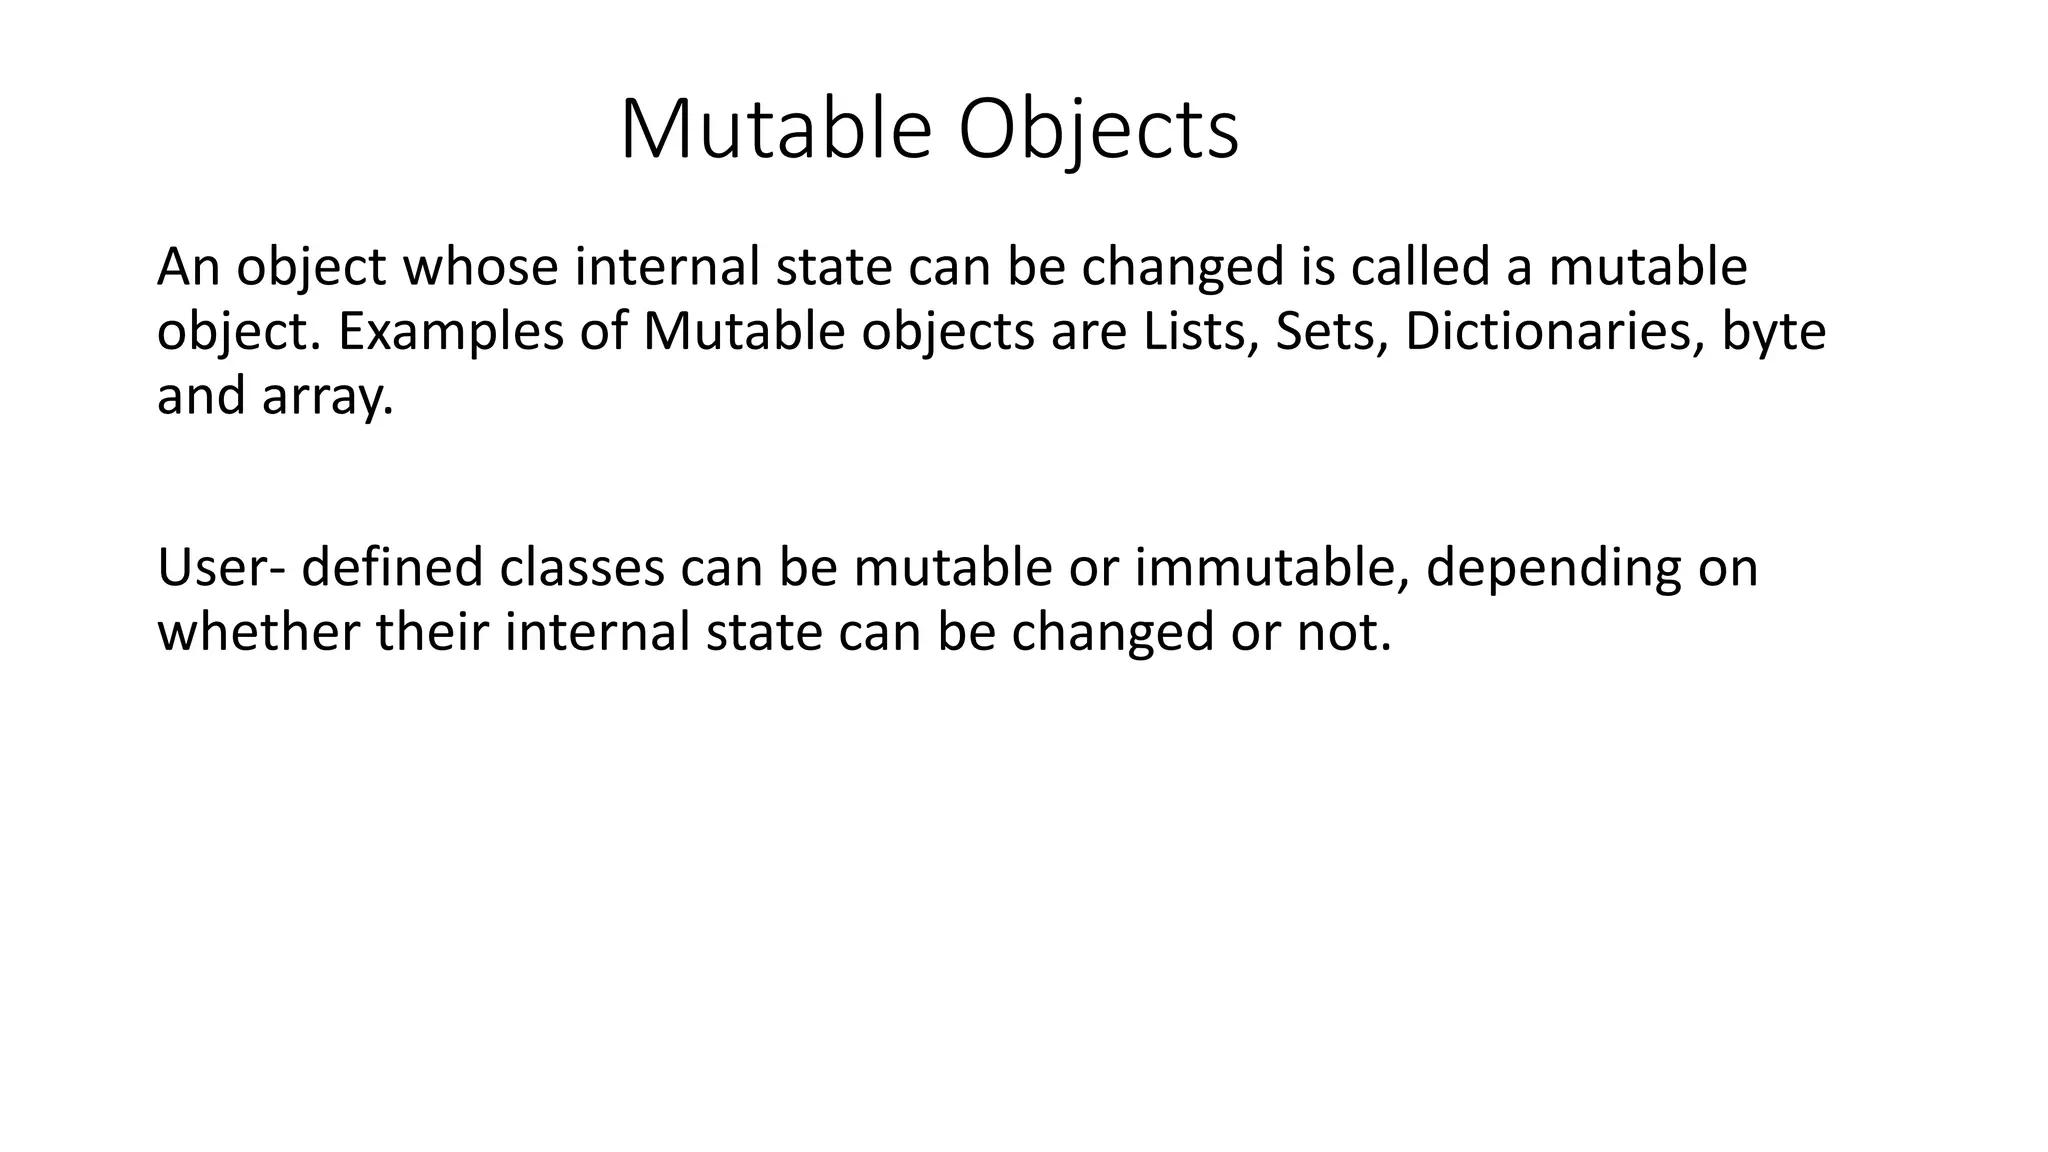 Mutable Objects
An object whose internal state can be changed is called a mutable
object. Examples of Mutable objects are Lists, Sets, Dictionaries, byte
and array.
User- defined classes can be mutable or immutable, depending on
whether their internal state can be changed or not.